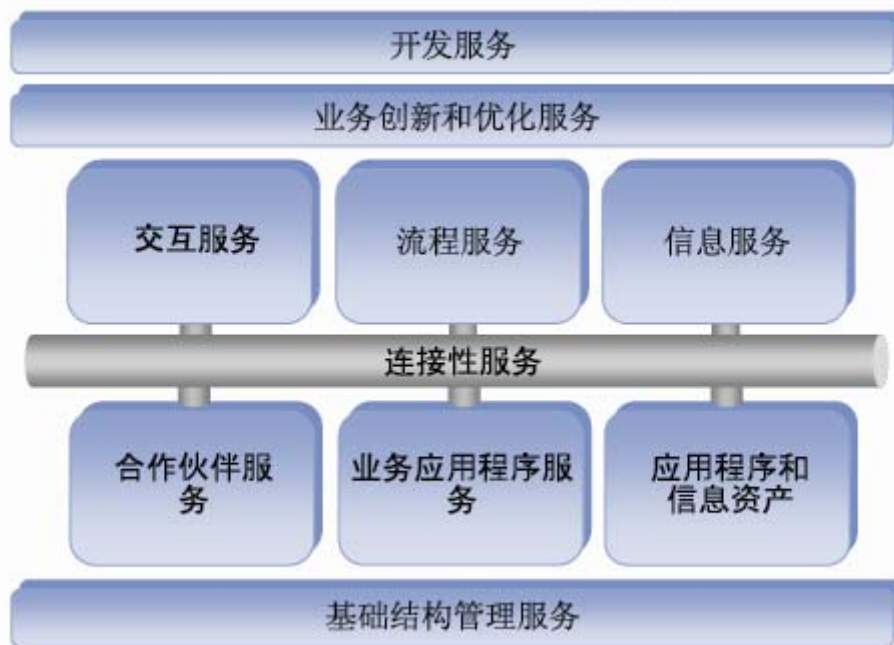 开发服务
业务创新和优化服务
交互服务
流程服务
信息服务
连接性服务
合作伙伴服
务
业务应用程序服
务
应用程序和
信息资产
基础结构管理服务